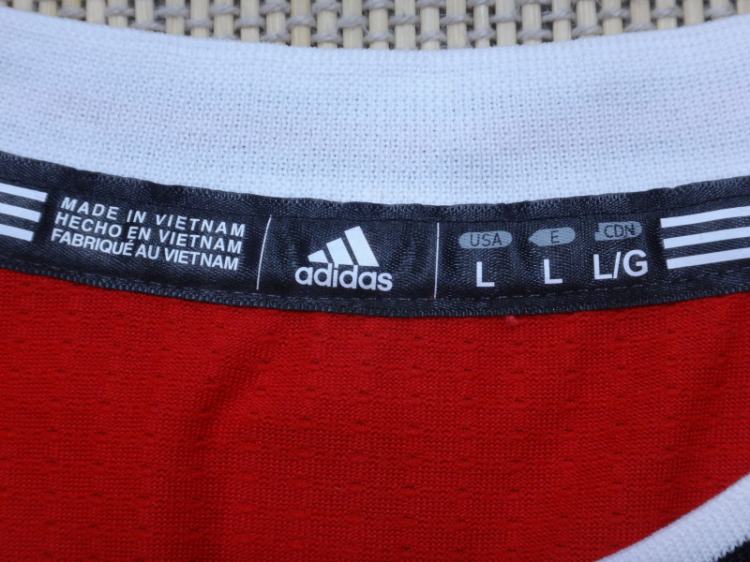 MADE IN VIETNAM
HECHO EN VIETNAM
FABRIQUÉ AU VIETNAM
adidas
USA E CDN
L L L/G